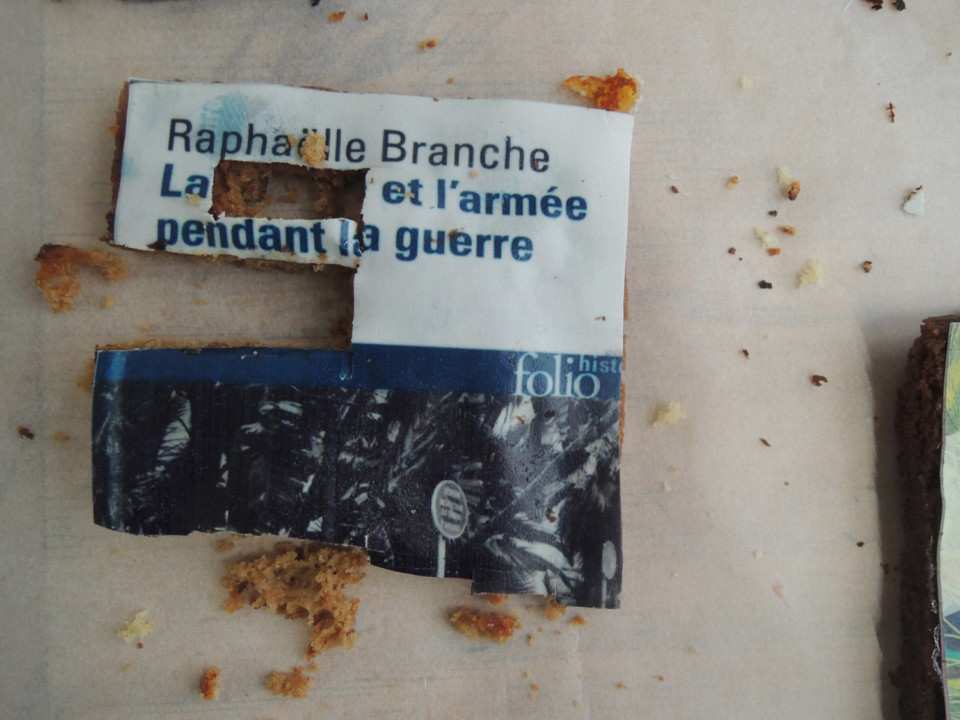 Raphaëlle Branche
La et l'armée
pendant la guerre
folio